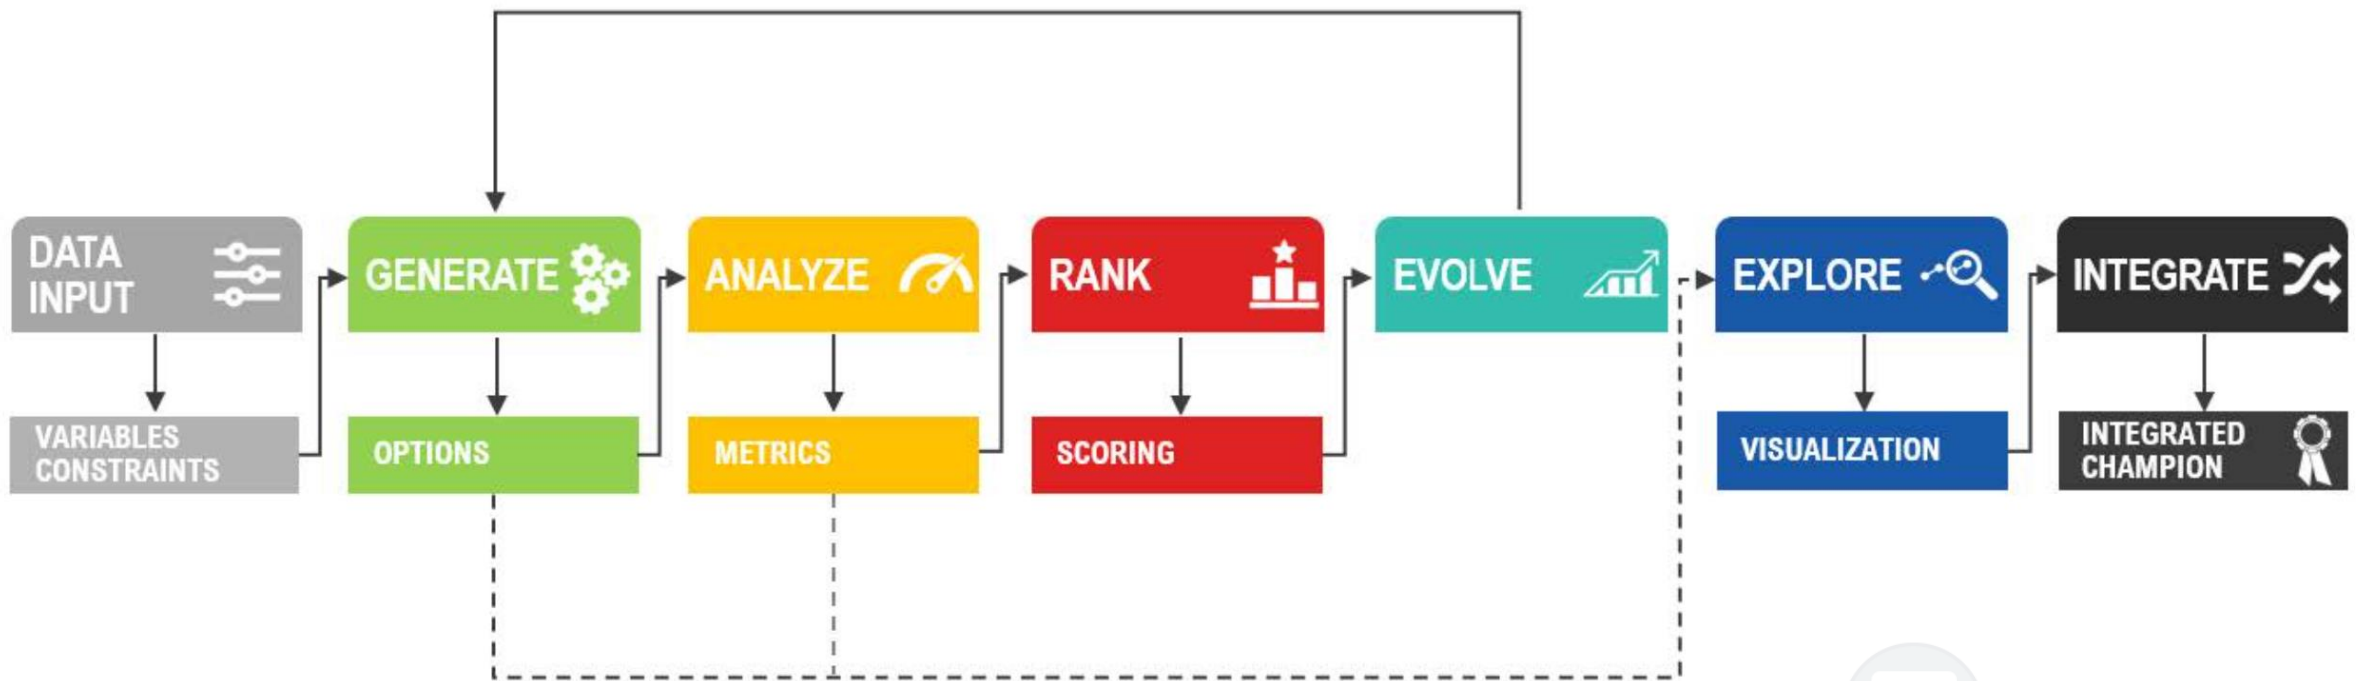 DATA
INPUT
GENERATE
ANALYZE
RANK
EVOLVE
EXPLORE
INTEGRATE
VARIABLES
CONSTRAINTS
OPTIONS
METRICS
SCORING
VISUALIZATION
INTEGRATED
CHAMPION